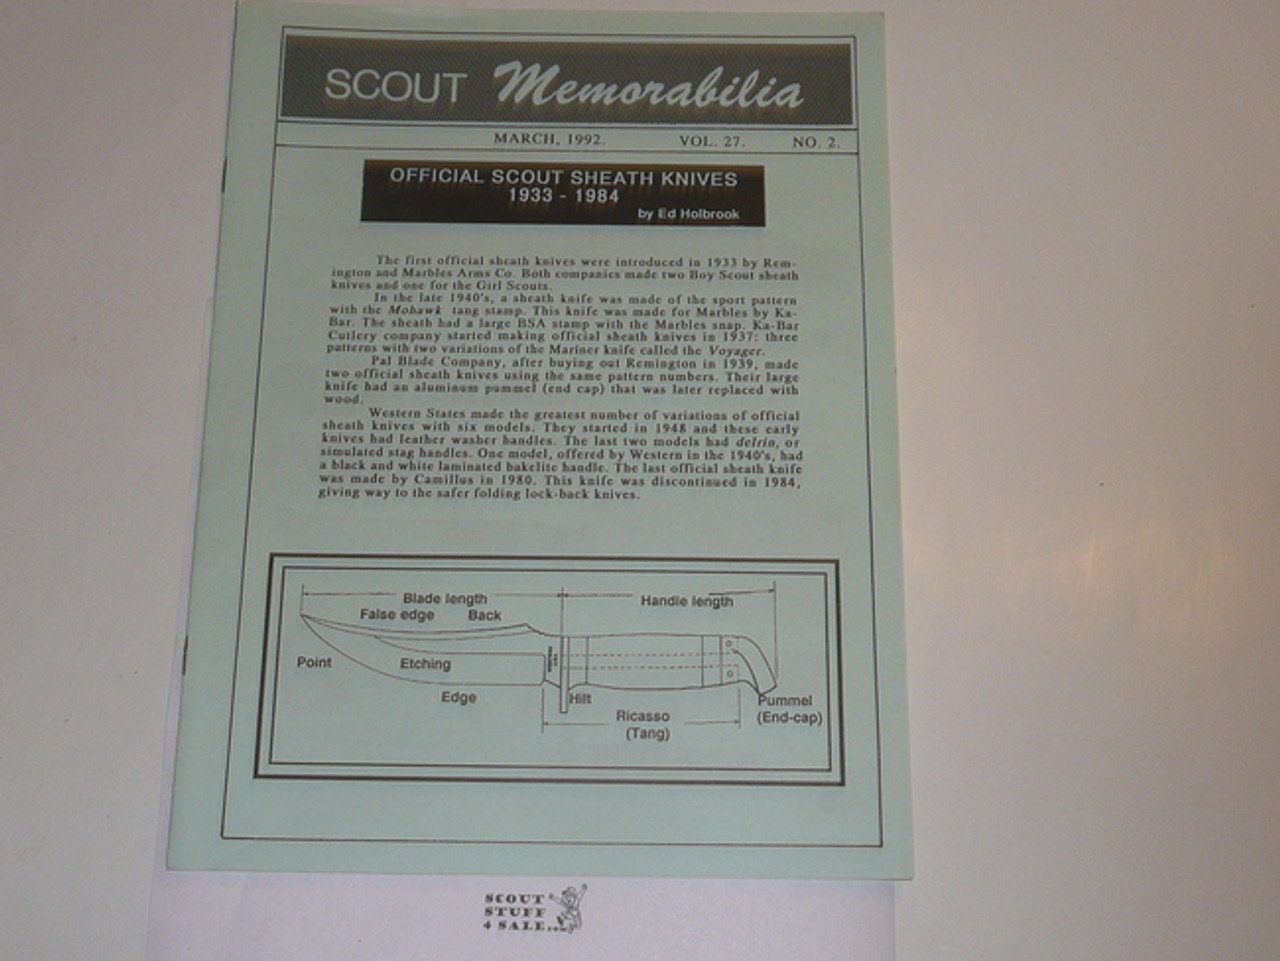 SCOUT Memorabilia
MARCH, 1992. VOL. 27. NO. 2.
OFFICIAL SCOUT SHEATH KNIVES
1933 - 1984
by Ed Holbrook
The first official sheath knives were introduced in 1933 by Rem-
ington and Marbles Arms Co. Both companies made two Boy Scout sheath
knives and one for the Girl Scouts.
In the late 1940's, a sheath knife was made of the sport pattern
with the Mohawk tang stamp. This knife was made for Marbles by Ka-
Bar. The sheath had a large BSA stamp with the Marbles snap. Ka-Bar
Cutlery company started making official sheath knives in 1937: three
patterns with two variations of the Mariner knife called the Voyager.
Pal Blade Company, after buying out Remington in 1939, made
two official sheath knives using the same pattern numbers. Their large
knife had an aluminum pummel (end cap) that was later replaced with
wood.
Western States made the greatest number of variations of official
sheath knives with six models. They started in 1948 and these early
knives had leather washer handles. The last two models had delrin, or
simulated stag handles. One model, offered by Western in the 1940's, had
a black and white laminated bakelite handle. The last official sheath knife
was made by Camillus in 1980. This knife was discontinued in 1984,
giving way to the safer folding lock-back knives.
Blade length Handle length
False edge Back
Point Etching
Edge Hilt Pummel
(End-cap)
Ricasso
(Tang)
SCOUT
STUFF
4 SALE.com